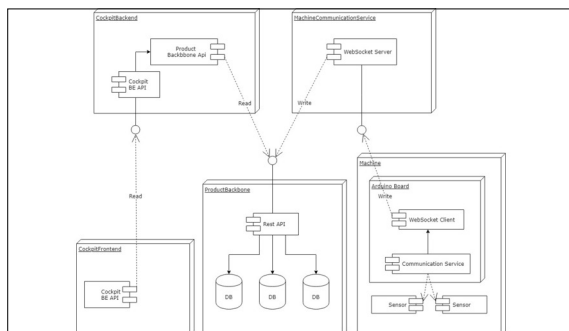 CockpitBackend
MachineCommunicationService
Product
Backbbone Api
WebSocket Server
Cockpit
BE API
Read
Write
Read
Machine
Arduino Board
ProductBackbone
Write
WebSocket Client
Rest API
CockpitFrontend
Communication Service
Cockpit
BE API
DB
DB
DB
Sensor
Sensor